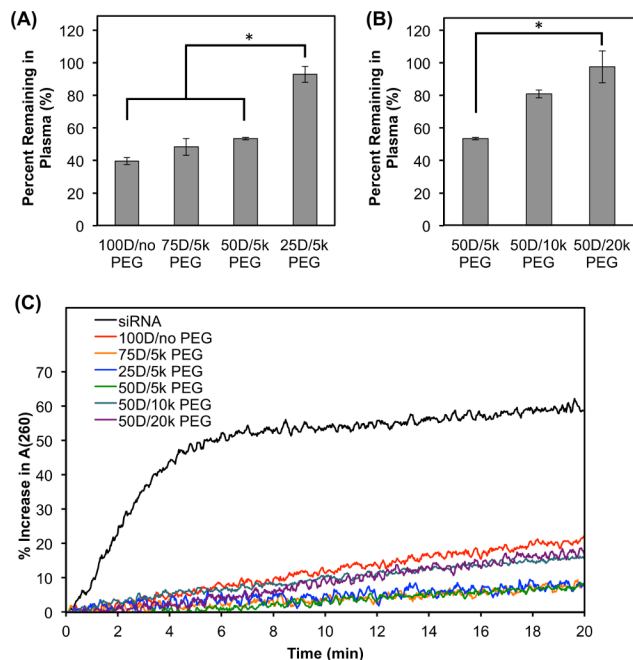 (A)
*
120
100
80
60
40
20
0
Percent Remaining in
Plasma (%)
100D/no 75D/5k 50D/5k 25D/5k
PEG PEG PEG PEG
(B)
*
120
100
80
60
40
20
0
Percent Remaining in
Plasma (%)
50D/5k 50D/10k 50D/20k
PEG PEG PEG
(C)
siRNA
100D/no PEG
75D/5k PEG
25D/5k PEG
50D/5k PEG
50D/10k PEG
50D/20k PEG
70
60
50
40
30
20
10
0
% Increase in A(260)
0 2 4 6 8 10 12 14 16 18 20
Time (min)